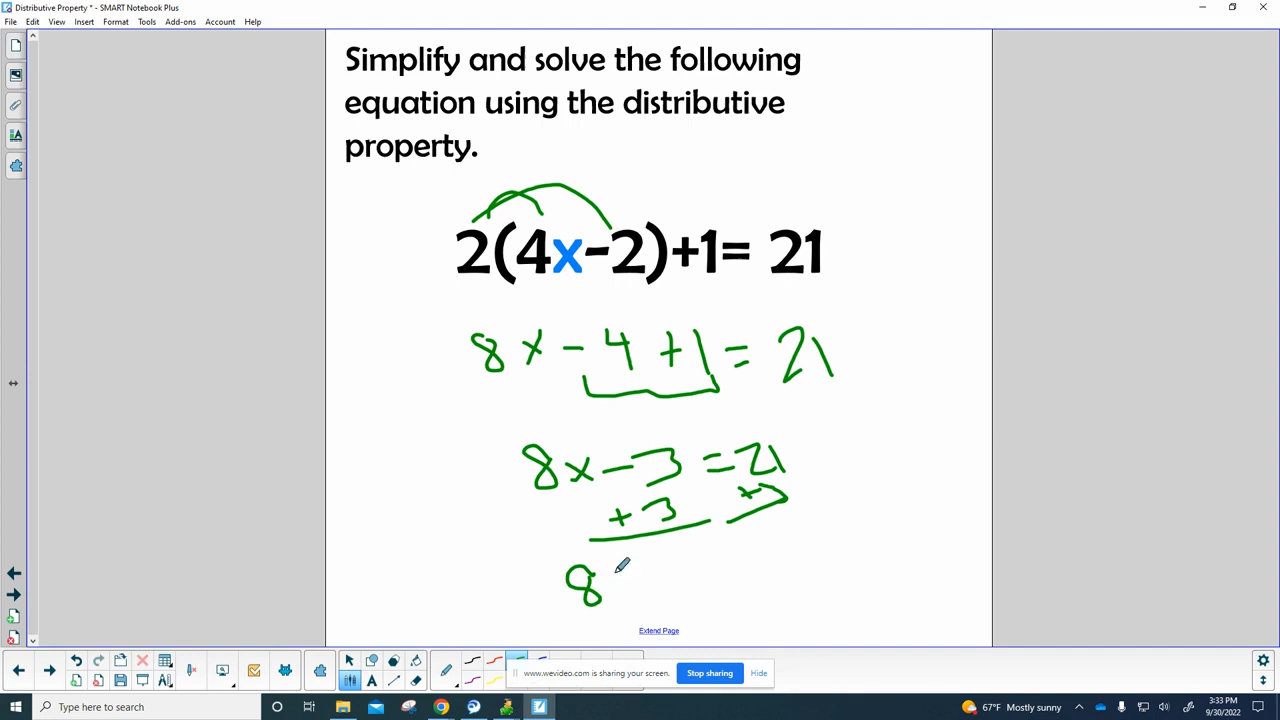 Distributive Property * - SMART Notebook Plus
File Edit View Insert Format Tools Add-ons Account Help
Simplify and solve the following
equation using the distributive
property.
2(4x-2)+1= 21
8x - 4 + 1 = 21
8x - 3 = 21
+ 3 +3
8
Extend Page
www.wevideo.com is sharing your screen. Stop sharing Hide
Type here to search
67°F Mostly sunny
3:33 PM
9/30/2022